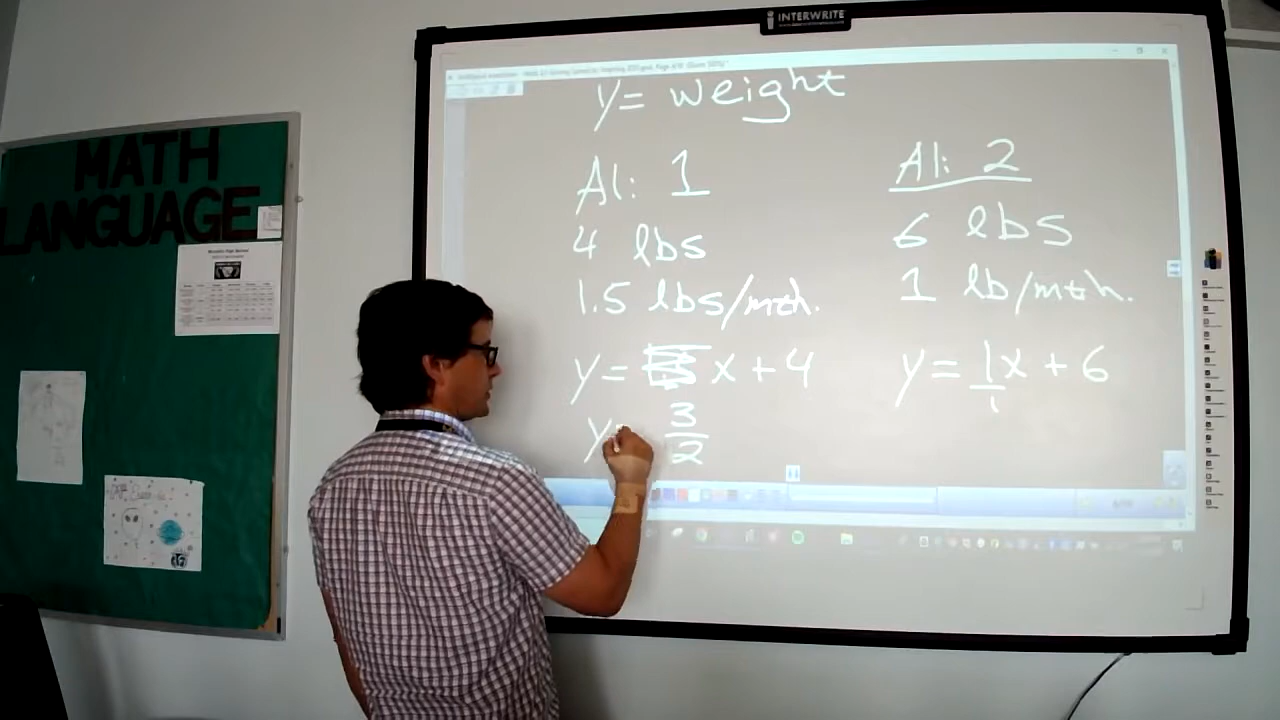 INTERWRITE
MATH
LANGUAGE
y = weight
Al: 1
4 lbs
1.5 lbs/mth.
y = x + 4
y = 3/2
Al: 2
6 lbs
1 lb/mth.
y = 1/1 x + 6